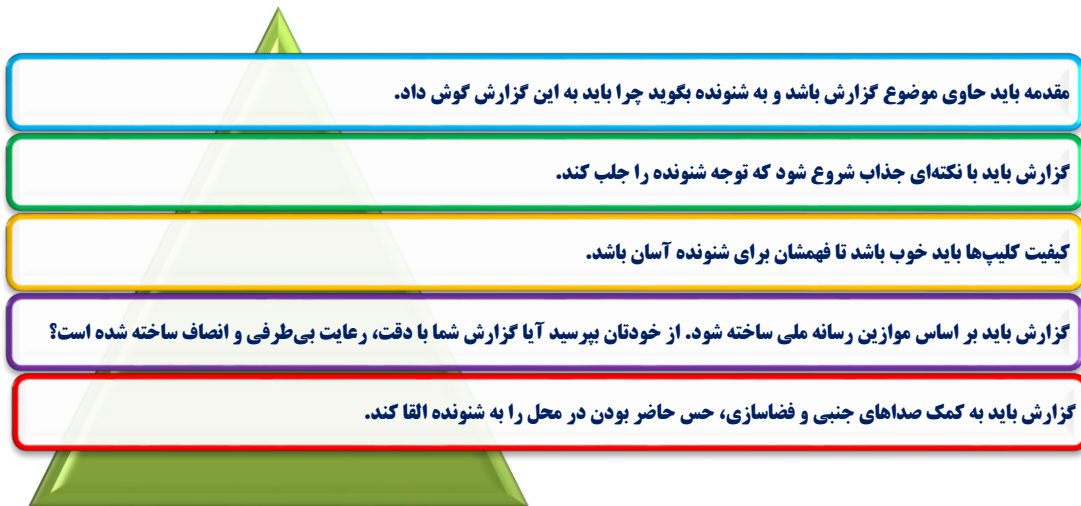 مقدمه باید حاوی موضوع گزارش باشد و به شنونده بگوید چرا باید به این گزارش گوش داد.
گزارش باید با نکته‌ای جذاب شروع شود که توجه شنونده را جلب کند.
کیفیت کلیپ‌ها باید خوب باشد تا فهمشان برای شنونده آسان باشد.
گزارش باید بر اساس موازین رسانه ملی ساخته شود. از خودتان بپرسید آیا گزارش شما با دقت، رعایت بی‌طرفی و انصاف ساخته شده است؟
گزارش باید به کمک صداهای جنبی و فضاسازی، حس حاضر بودن در محل را به شنونده القا کند.